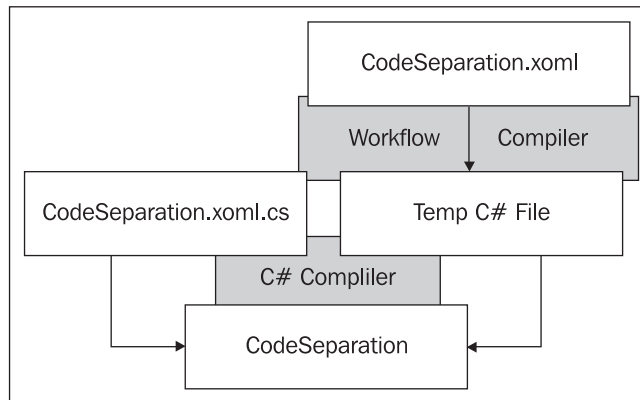 CodeSeparation.xoml
Workflow Compiler
CodeSeparation.xoml.cs
Temp C# File
C# Compliler
CodeSeparation